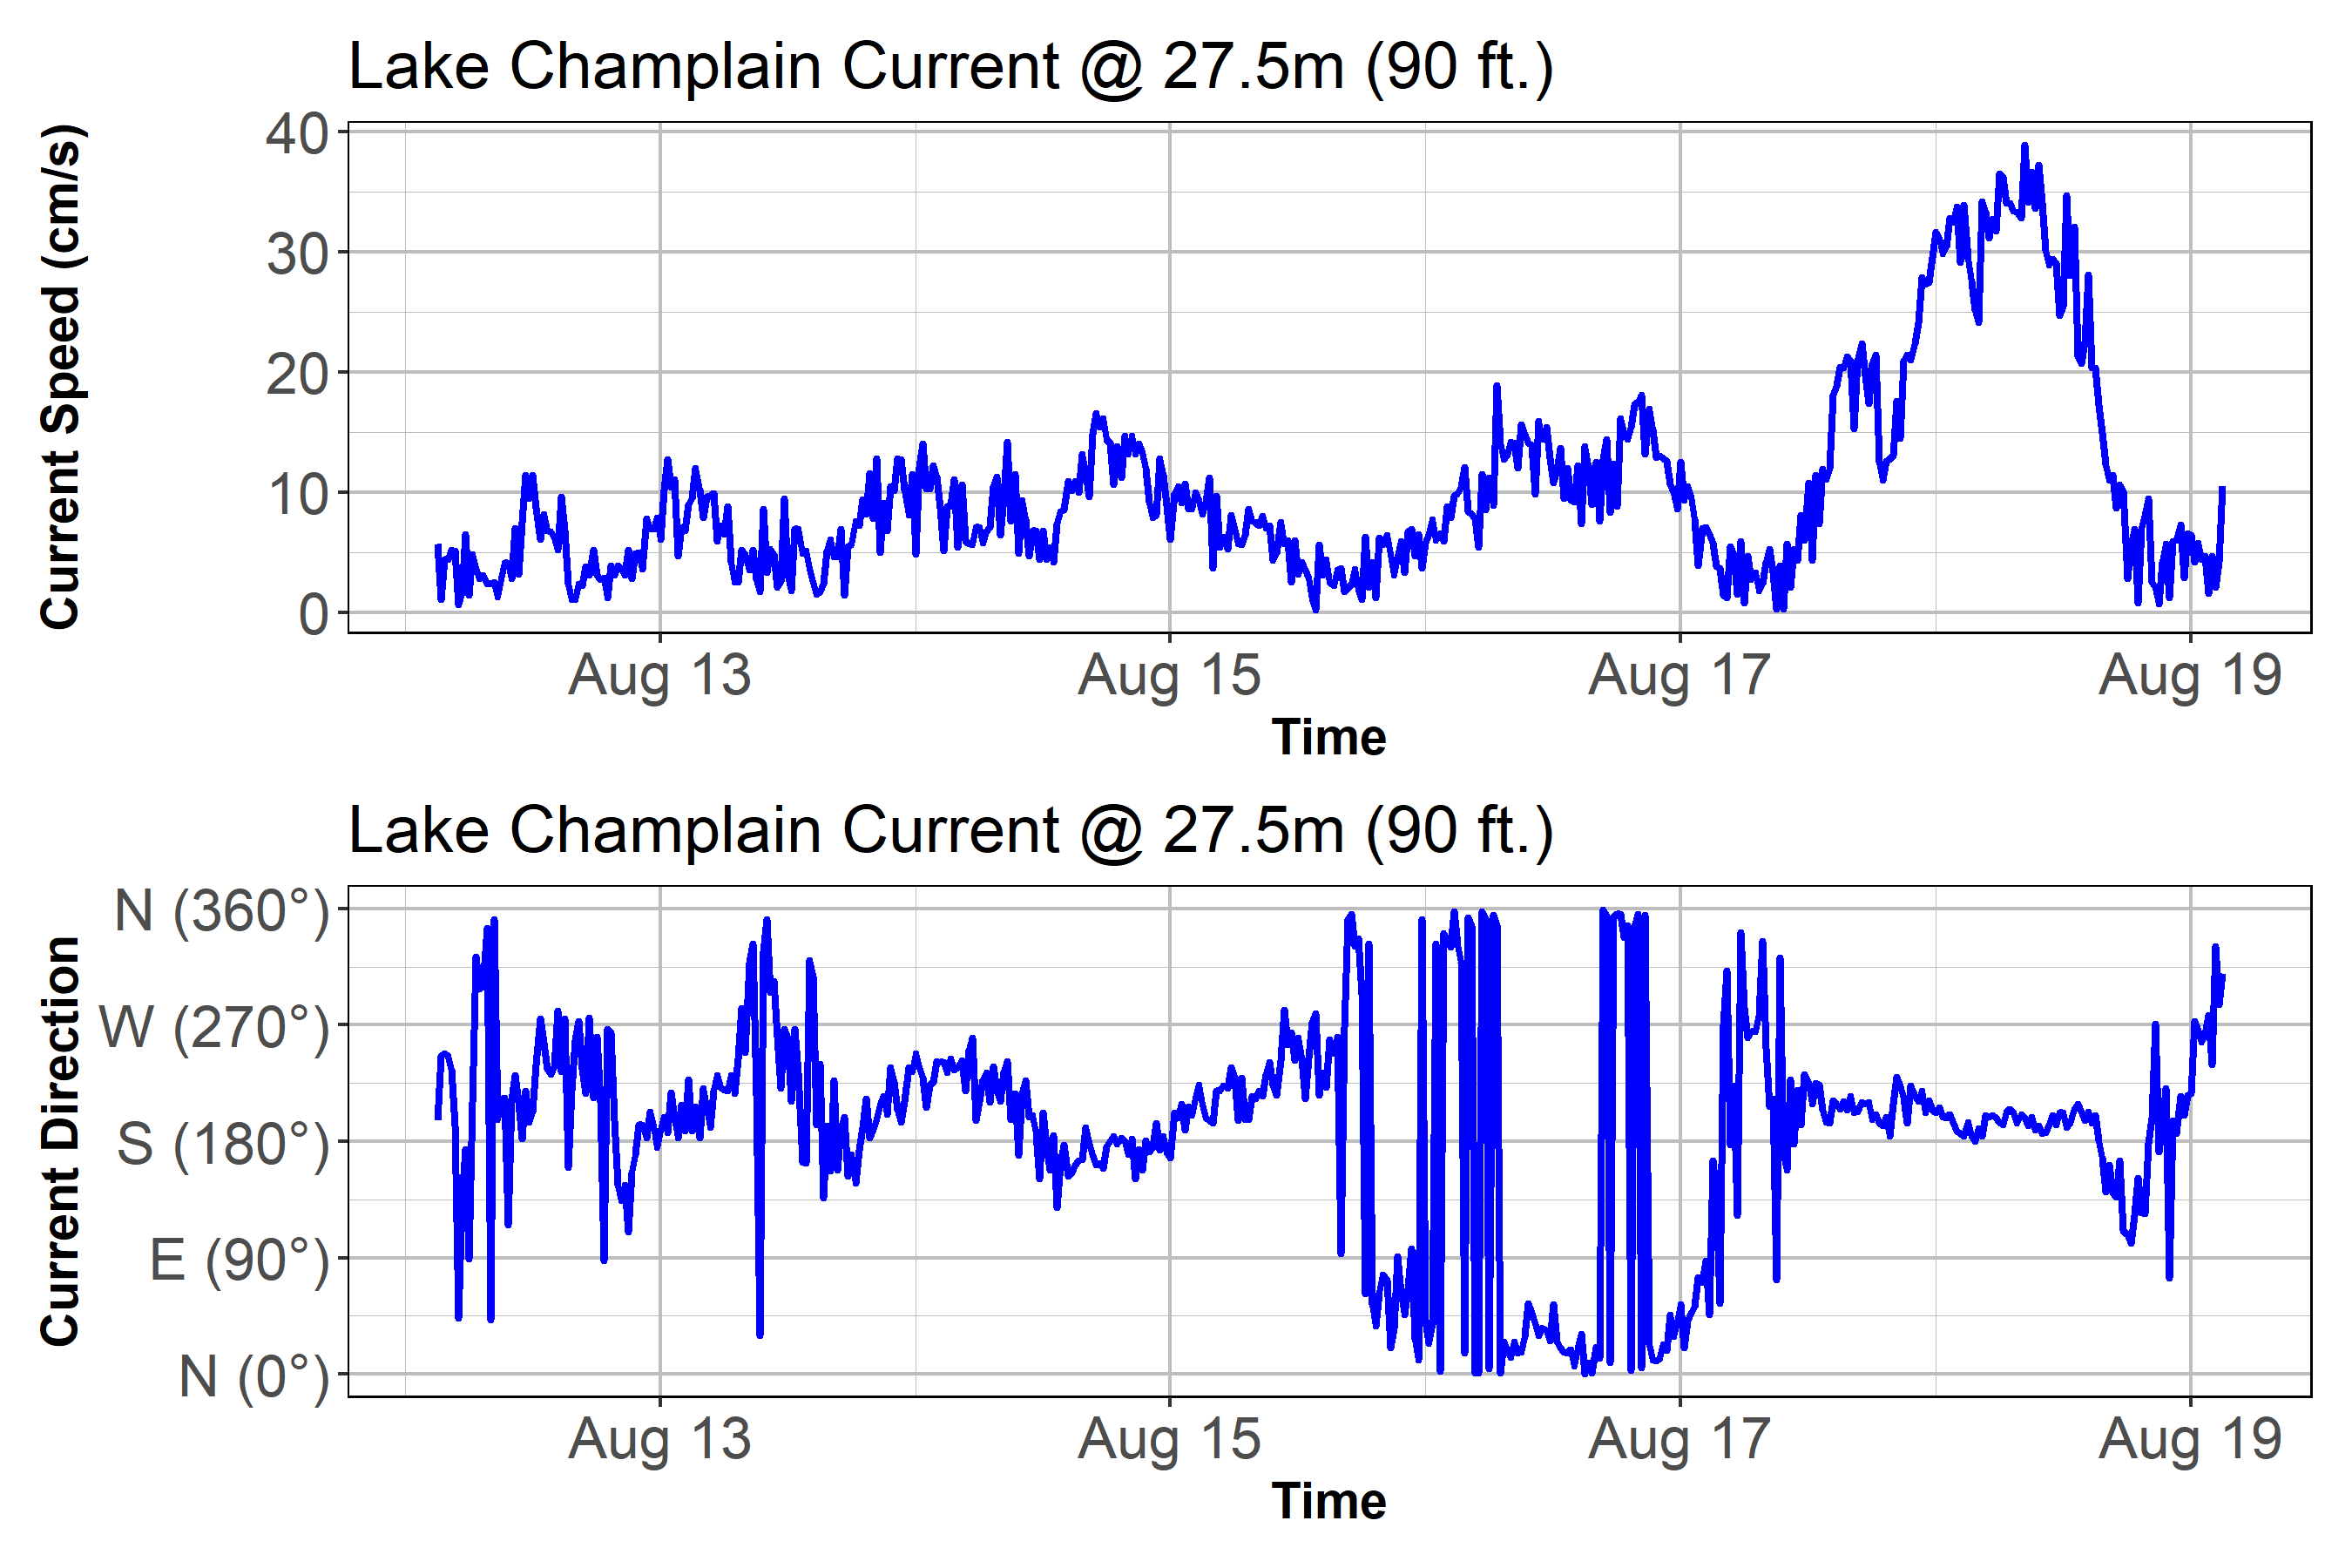 Lake Champlain Current @ 27.5m (90 ft.)
Current Speed (cm/s)
40
30
20
10
0
Aug 13 Aug 15 Aug 17 Aug 19
Time
Lake Champlain Current @ 27.5m (90 ft.)
Current Direction
N (360°)
W (270°)
S (180°)
E (90°)
N (0°)
Aug 13 Aug 15 Aug 17 Aug 19
Time